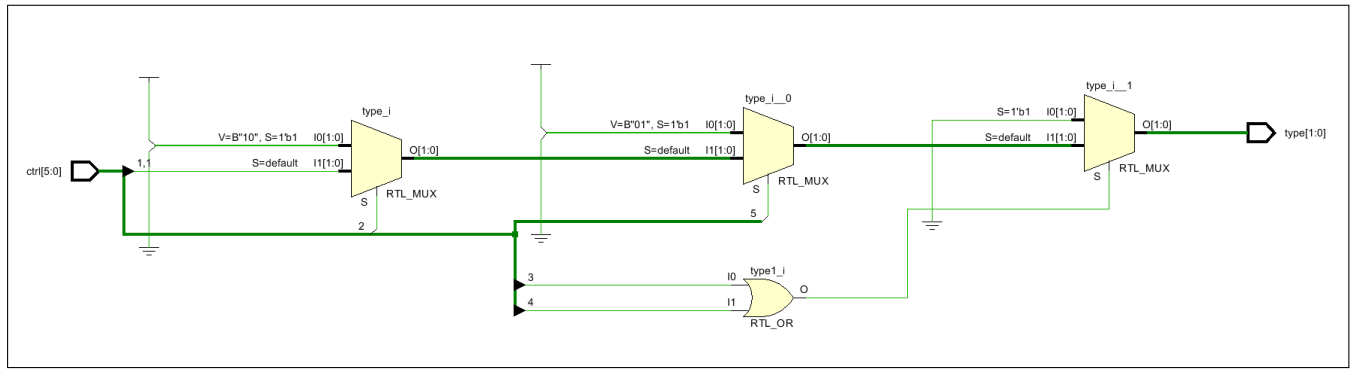 type_i
V=B"10", S=1'b1 I0[1:0]
S=default I1[1:0]
O[1:0]
S
RTL_MUX
ctrl[5:0]
1,1
2
type_i__0
V=B"01", S=1'b1 I0[1:0]
S=default I1[1:0]
O[1:0]
S
RTL_MUX
5
type_i__1
S=1'b1 I0[1:0]
S=default I1[1:0]
O[1:0]
S
RTL_MUX
type[1:0]
type1_i
3 I0
4 I1
O
RTL_OR